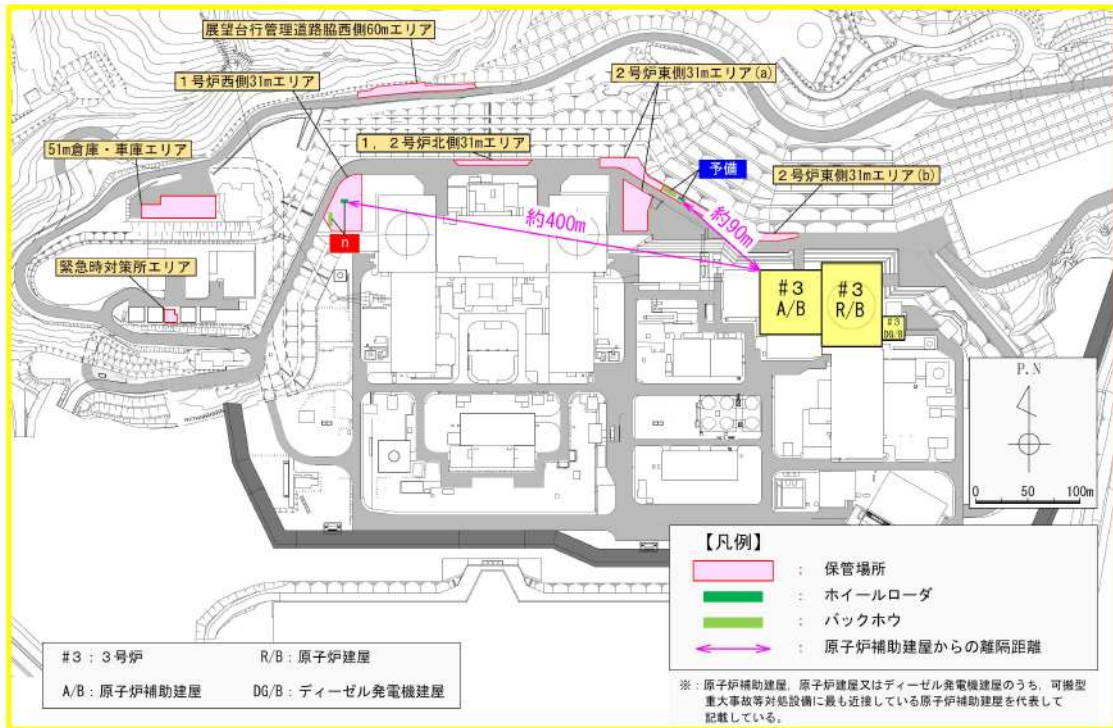 展望台行管理道路脇西側60mエリア
1号炉西側31mエリア
2号炉東側31mエリア(a)
51m倉庫・車庫エリア
1,2号炉北側31mエリア
予備
2号炉東側31mエリア(b)
約400m
約90m
n
緊急時対策所エリア
#3
A/B
#3
R/B
#3
DG/B
P.N
0 50 100m
【凡例】
: 保管場所
: ホイールローダ
: バックホウ
: 原子炉補助建屋からの離隔距離
#3:3号炉 R/B:原子炉建屋
A/B:原子炉補助建屋 DG/B:ディーゼル発電機建屋
※:原子炉補助建屋,原子炉建屋又はディーゼル発電機建屋のうち,可搬型
重大事故等対処設備に最も近接している原子炉補助建屋を代表して
記載している。